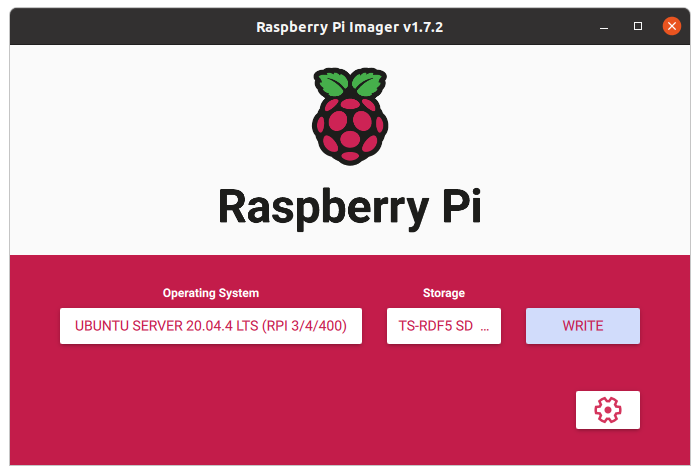 Raspberry Pi Imager v1.7.2
Raspberry Pi
Operating System
Storage
UBUNTU SERVER 20.04.4 LTS (RPI 3/4/400)
TS-RDF5 SD ...
WRITE